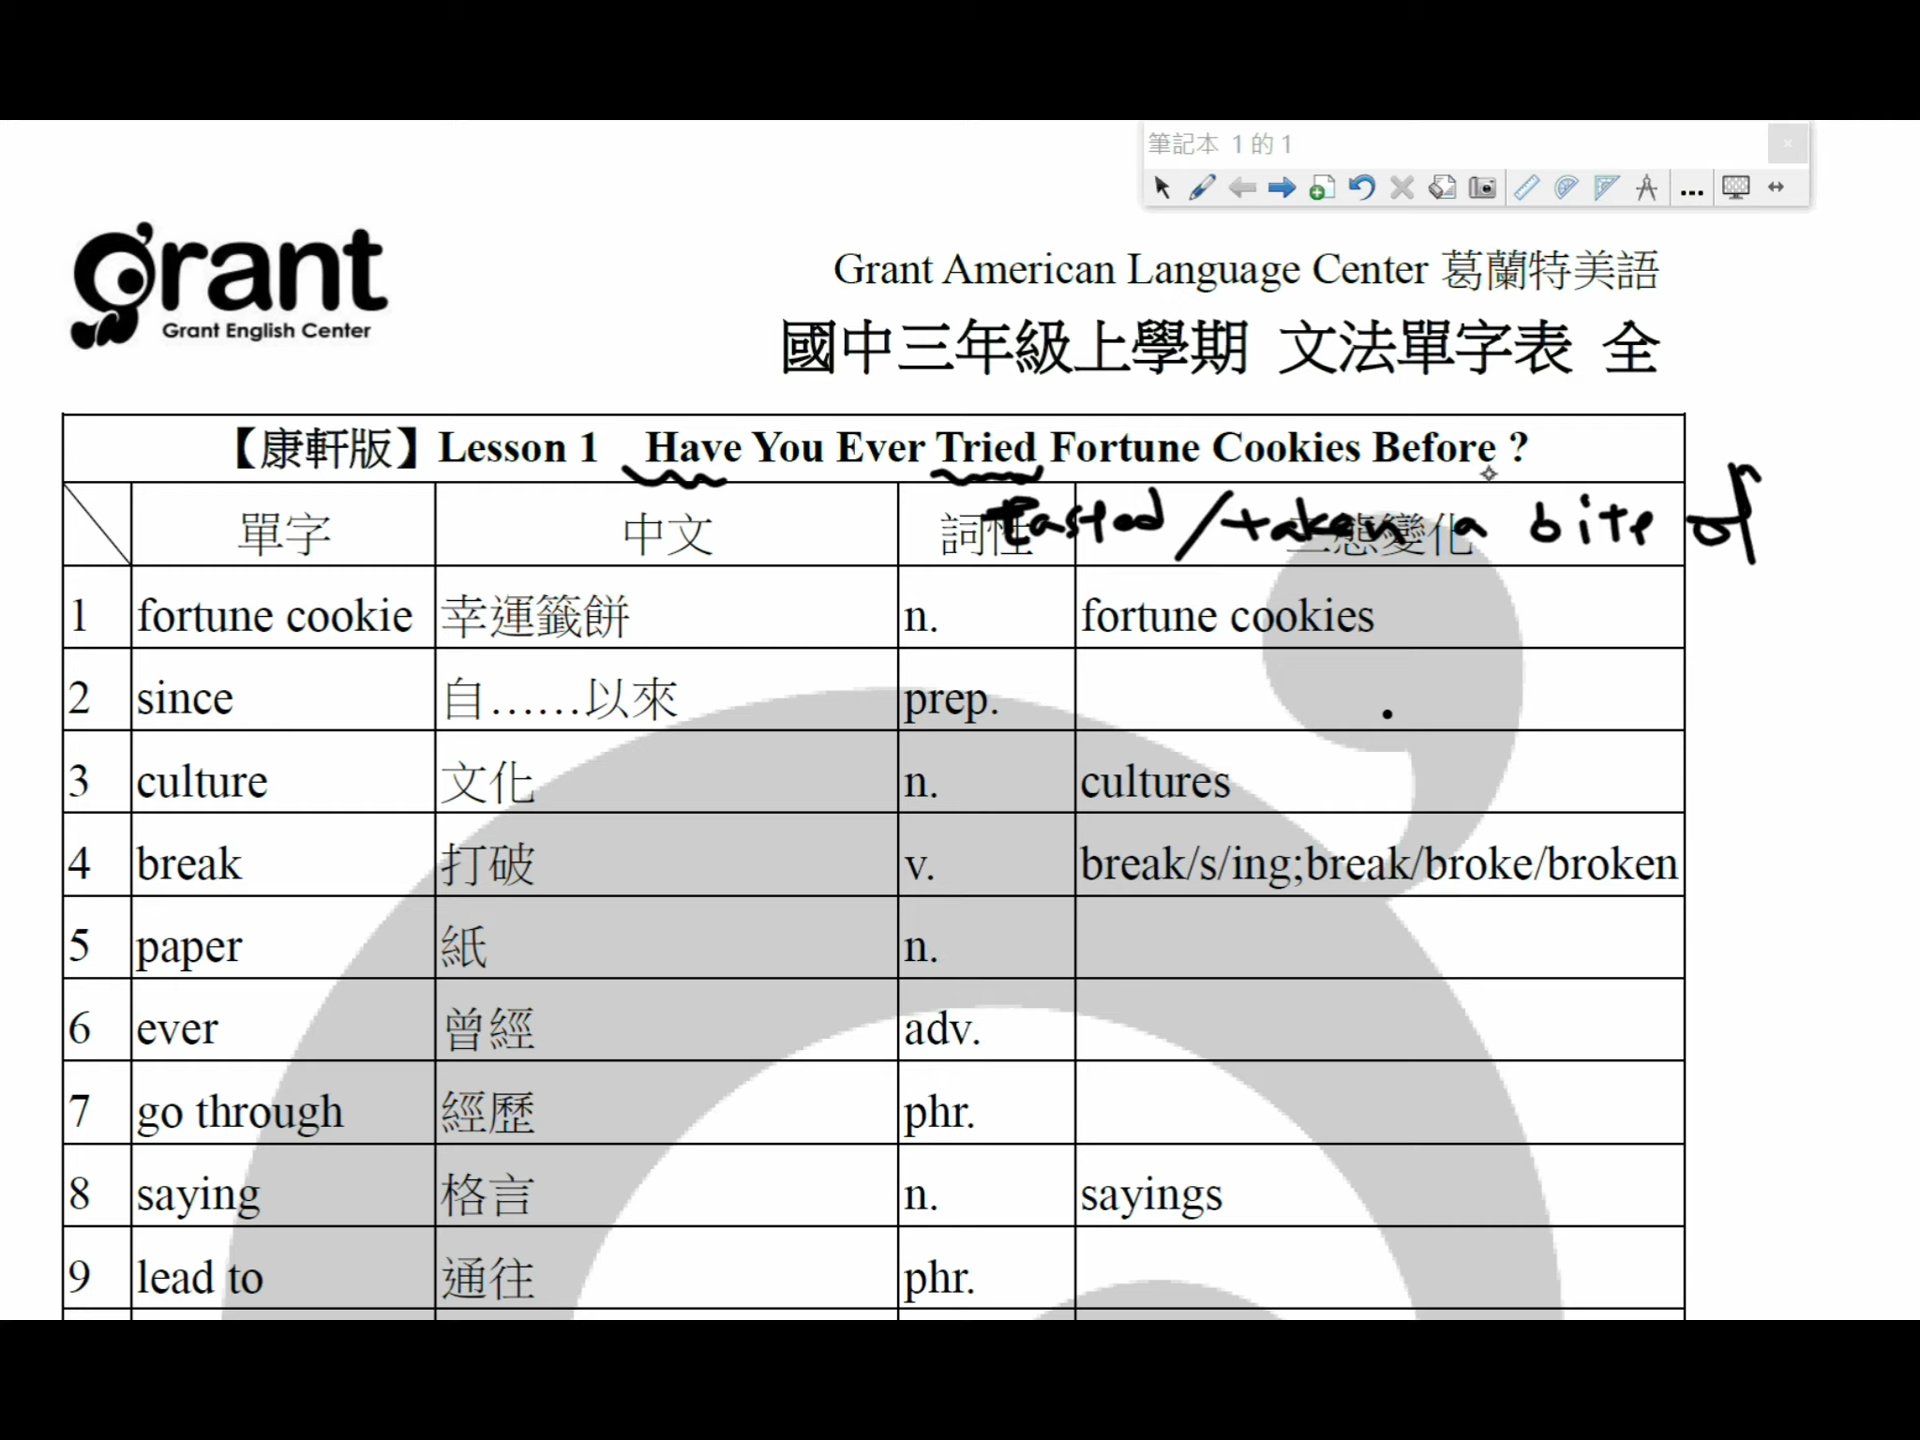 筆記本 1 的 1
grant
Grant English Center
Grant American Language Center 葛蘭特美語
國中三年級上學期 文法單字表 全
【康軒版】Lesson 1 Have You Ever Tried Fortune Cookies Before ?
tasted / taken a bite of
單字 中文 詞性 三態變化
1 fortune cookie 幸運籤餅 n. fortune cookies
2 since 自……以來 prep.
3 culture 文化 n. cultures
4 break 打破 v. break/s/ing;break/broke/broken
5 paper 紙 n.
6 ever 曾經 adv.
7 go through 經歷 phr.
8 saying 格言 n. sayings
9 lead to 通往 phr.